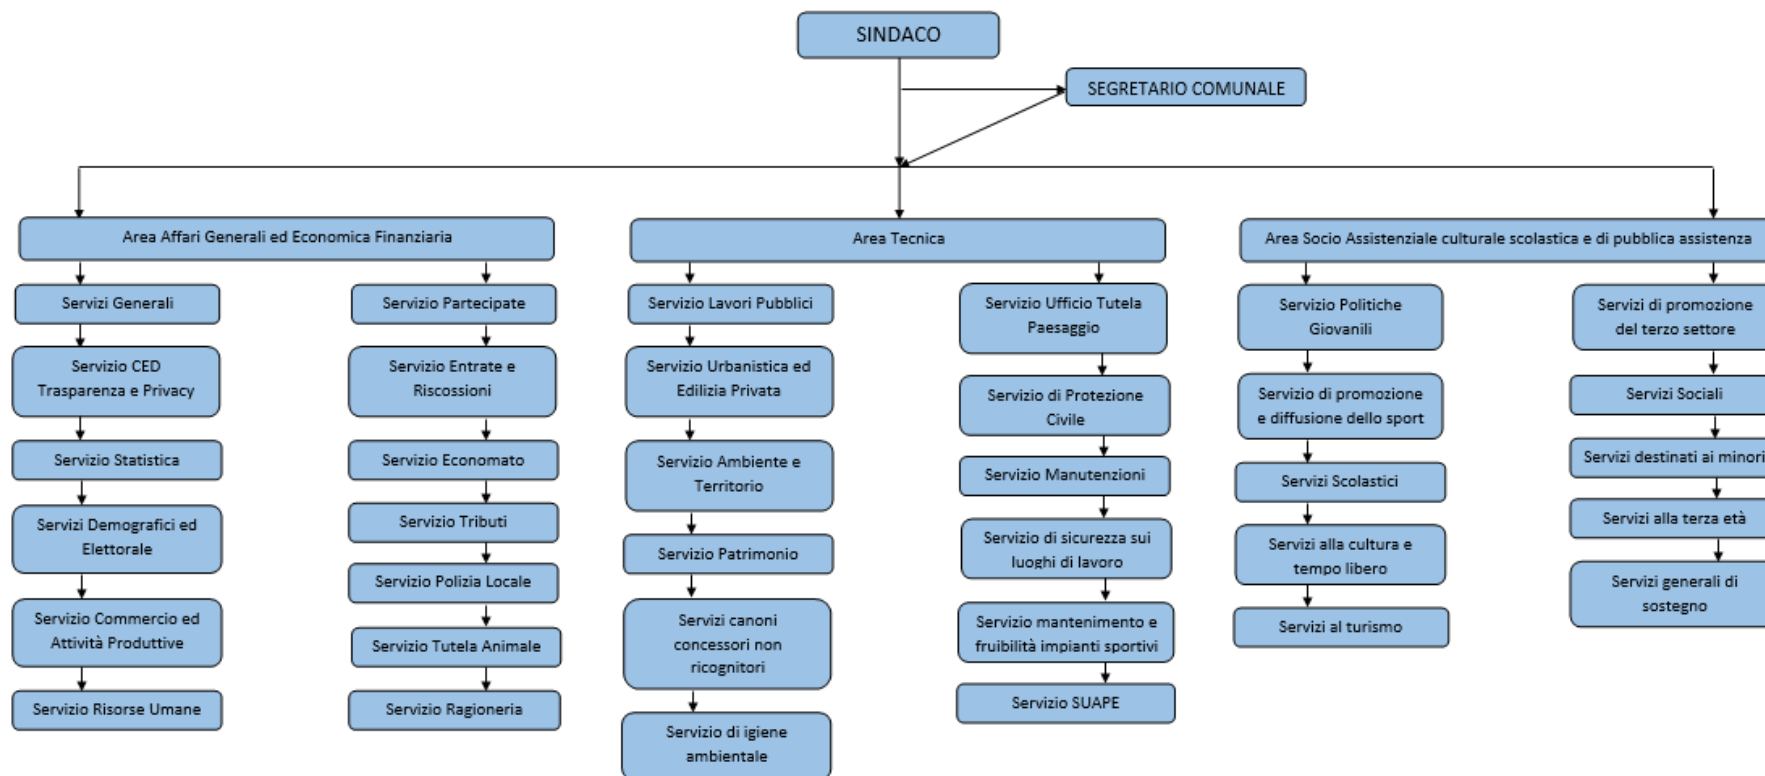 SINDACO
SEGRETARIO COMUNALE
Area Affari Generali ed Economica Finanziaria
Servizi Generali
Servizio CED
Trasparenza e Privacy
Servizio Statistica
Servizi Demografici ed
Elettorale
Servizio Commercio ed
Attività Produttive
Servizio Risorse Umane
Servizio Partecipate
Servizio Entrate e
Riscossioni
Servizio Economato
Servizio Tributi
Servizio Polizia Locale
Servizio Tutela Animale
Servizio Ragioneria
Area Tecnica
Servizio Lavori Pubblici
Servizio Urbanistica ed
Edilizia Privata
Servizio Ambiente e
Territorio
Servizio Patrimonio
Servizi canoni
concessori non
ricognitori
Servizio di igiene
ambientale
Servizio Ufficio Tutela
Paesaggio
Servizio di Protezione
Civile
Servizio Manutenzioni
Servizio di sicurezza sui
luoghi di lavoro
Servizio mantenimento e
fruibilità impianti sportivi
Servizio SUAPE
Area Socio Assistenziale culturale scolastica e di pubblica assistenza
Servizio Politiche
Giovanili
Servizio di promozione
e diffusione dello sport
Servizi Scolastici
Servizi alla cultura e
tempo libero
Servizi al turismo
Servizi di promozione
del terzo settore
Servizi Sociali
Servizi destinati ai minori
Servizi alla terza età
Servizi generali di
sostegno